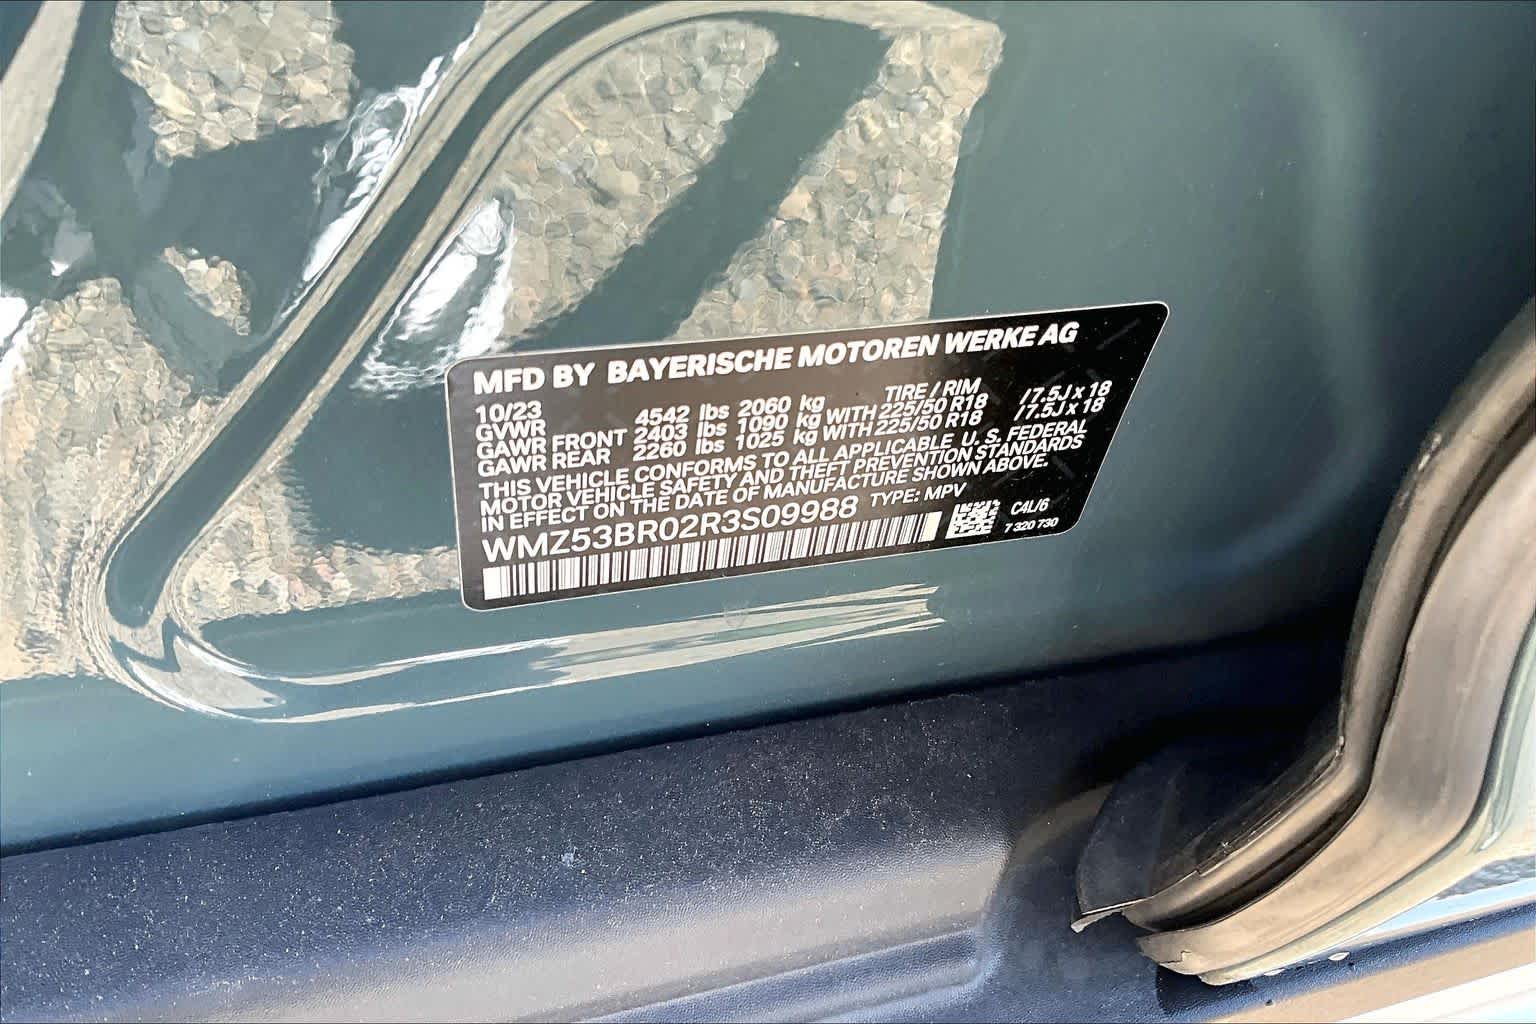 MFD BY BAYERISCHE MOTOREN WERKE AG
10/23 TIRE / RIM
GVWR 4542 lbs 2060 kg
GAWR FRONT 2403 lbs 1090 kg WITH 225/50 R18 /7.5J x 18
GAWR REAR 2260 lbs 1025 kg WITH 225/50 R18 /7.5J x 18
THIS VEHICLE CONFORMS TO ALL APPLICABLE U. S. FEDERAL
MOTOR VEHICLE SAFETY AND THEFT PREVENTION STANDARDS
IN EFFECT ON THE DATE OF MANUFACTURE SHOWN ABOVE.
WMZ53BR02R3S09988 TYPE: MPV
C4L/6
7 320 730